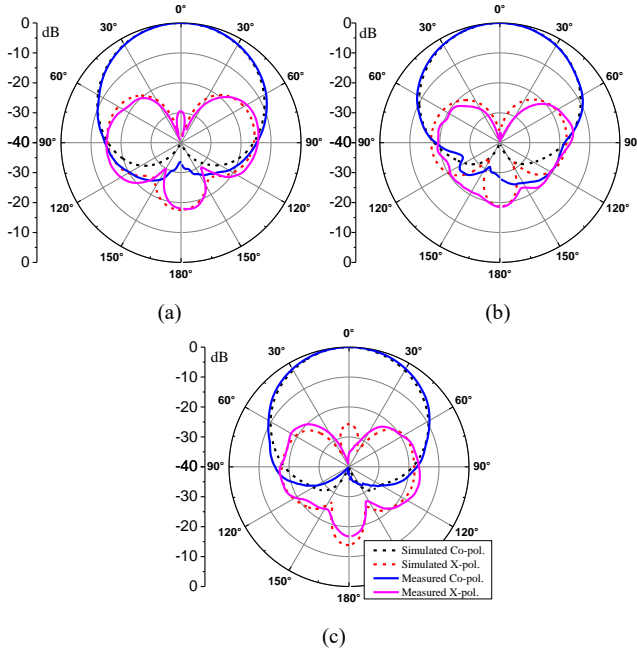 0° 0°
-0 dB 30° 30° -0 dB 30° 30°
-10 60° 60° -10 60° 60°
-20 -20
-30 -30
-40 90° 90° -40 90° 90°
-30 -30
-20 120° 120° -20 120° 120°
-10 -10
0 150° 150° 0 150° 150°
180° 180°
(a) (b)
0°
-0 dB 30° 30°
-10
-20 60° 60°
-30
-40 90° 90°
-30
-20 120°
-10
0 150°
180°
Simulated Co-pol.
Simulated X-pol.
Measured Co-pol.
Measured X-pol.
(c)